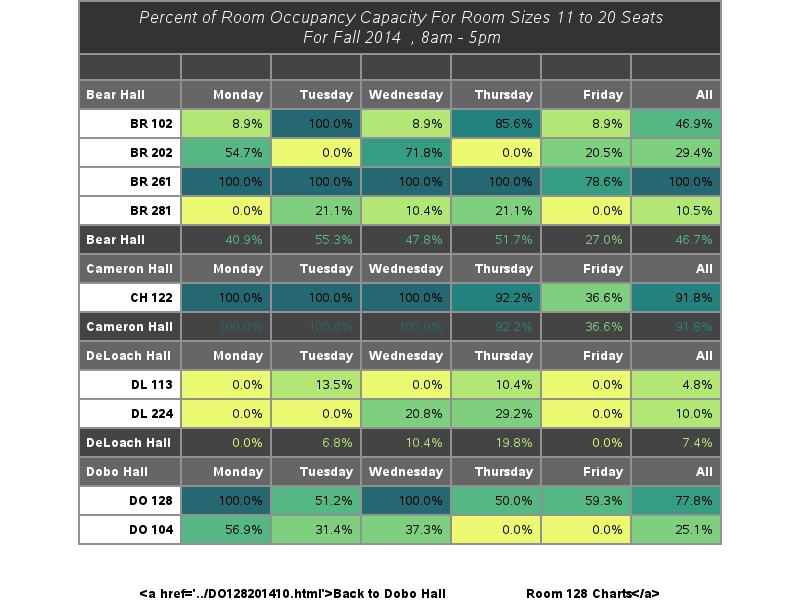 Percent of Room Occupancy Capacity For Room Sizes 11 to 20 Seats
For Fall 2014 , 8am - 5pm
Bear Hall Monday Tuesday Wednesday Thursday Friday All
BR 102 8.9% 100.0% 8.9% 85.6% 8.9% 46.9%
BR 202 54.7% 0.0% 71.8% 0.0% 20.5% 29.4%
BR 261 100.0% 100.0% 100.0% 100.0% 78.6% 100.0%
BR 281 0.0% 21.1% 10.4% 21.1% 0.0% 10.5%
Bear Hall 40.9% 55.3% 47.8% 51.7% 27.0% 46.7%
Cameron Hall Monday Tuesday Wednesday Thursday Friday All
CH 122 100.0% 100.0% 100.0% 92.2% 36.6% 91.8%
Cameron Hall 100.0% 100.0% 100.0% 92.2% 36.6% 91.8%
DeLoach Hall Monday Tuesday Wednesday Thursday Friday All
DL 113 0.0% 13.5% 0.0% 10.4% 0.0% 4.8%
DL 224 0.0% 0.0% 20.8% 29.2% 0.0% 10.0%
DeLoach Hall 0.0% 6.8% 10.4% 19.8% 0.0% 7.4%
Dobo Hall Monday Tuesday Wednesday Thursday Friday All
DO 128 100.0% 51.2% 100.0% 50.0% 59.3% 77.8%
DO 104 56.9% 31.4% 37.3% 0.0% 0.0% 25.1%
<a href='../DO128201410.html'>Back to Dobo Hall Room 128 Charts</a>